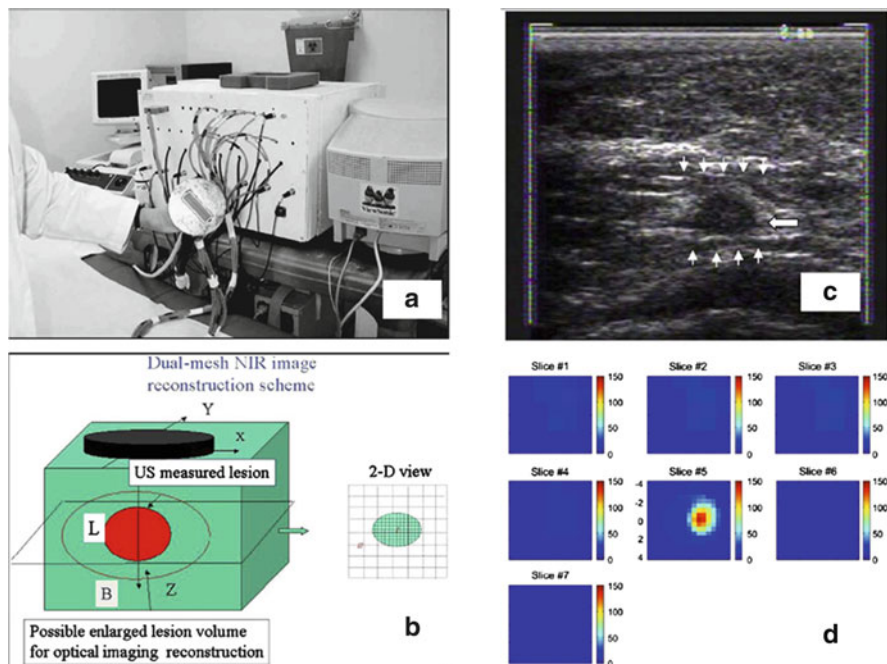 ViewSonic
a
c
Dual-mesh NIR image
reconstruction scheme
Y
X
US measured lesion
L
B
Z
Possible enlarged lesion volume
for optical imaging reconstruction
2-D view
b
Slice #1
150
100
50
0
Slice #2
150
100
50
0
Slice #3
150
100
50
0
Slice #4
150
100
50
0
Slice #5
-4
-2
0
2
4
150
100
50
0
Slice #6
150
100
50
0
Slice #7
150
100
50
0
d